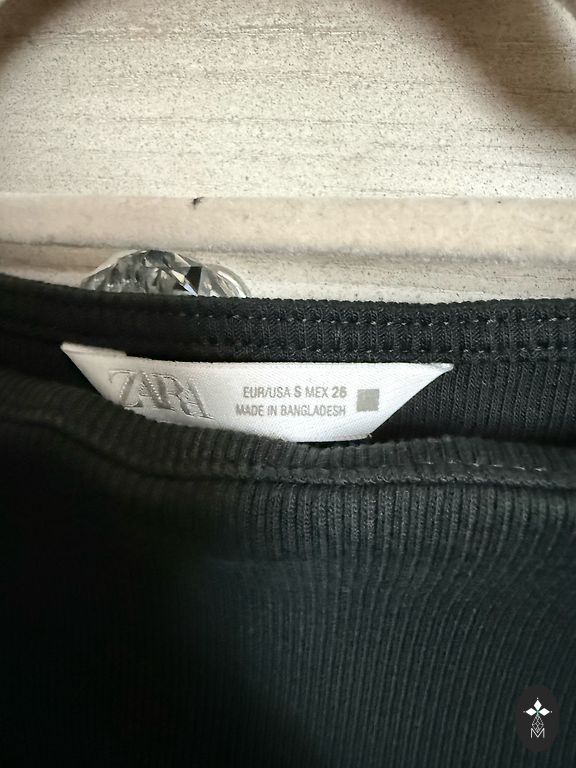 ZARA
EUR/USA S MEX 26
MADE IN BANGLADESH
M